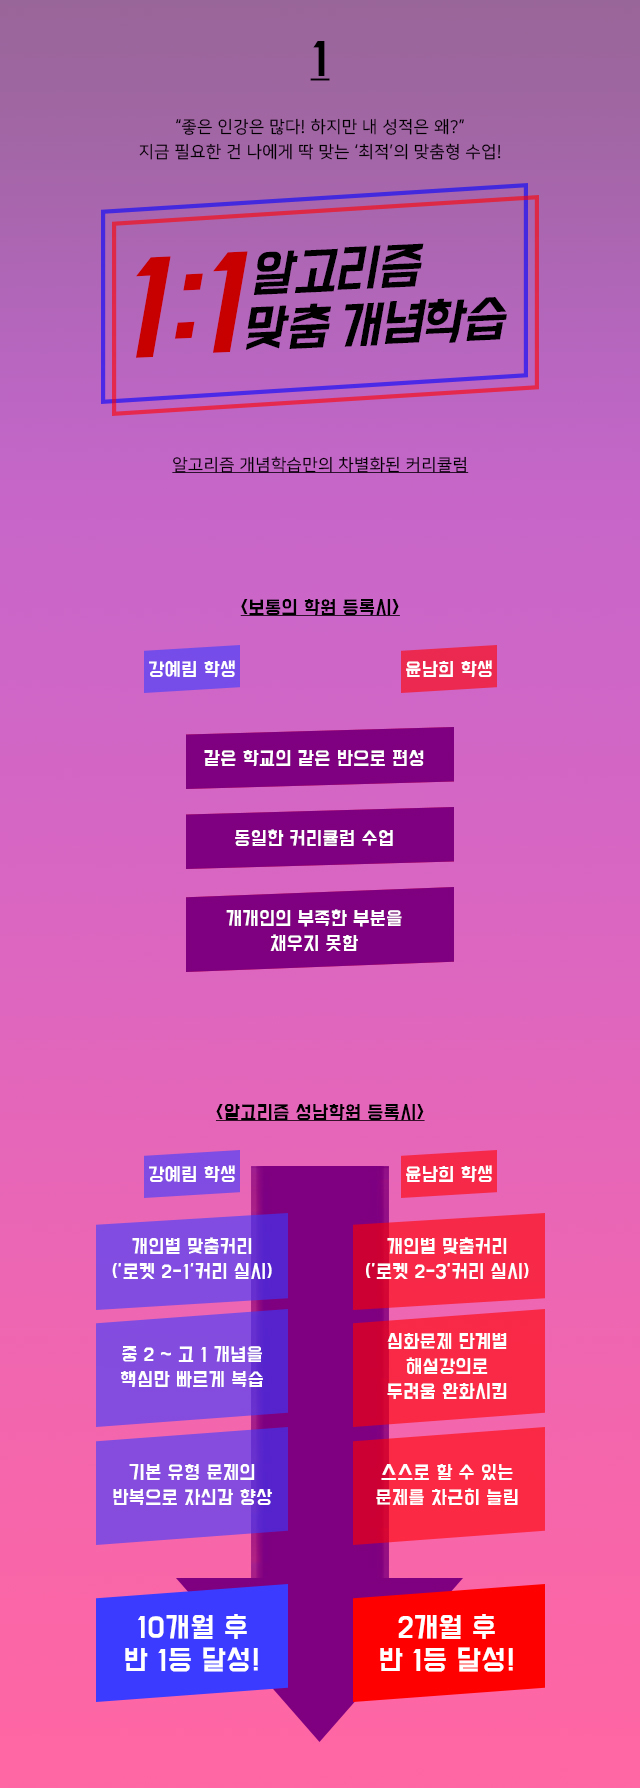 1
“좋은 인강은 많다! 하지만 내 성적은 왜?”
지금 필요한 건 나에게 딱 맞는 ‘최적’의 맞춤형 수업!
1:1 알고리즘
맞춤 개념학습
알고리즘 개념학습만의 차별화된 커리큘럼
<보통의 학원 등록시>
강예림 학생
윤남희 학생
같은 학교의 같은 반으로 편성
동일한 커리큘럼 수업
개개인의 부족한 부분을
채우지 못함
<알고리즘 성남학원 등록시>
강예림 학생
윤남희 학생
개인별 맞춤커리
('로켓 2-1'커리 실시)
개인별 맞춤커리
('로켓 2-3'커리 실시)
중 2 ~ 고 1 개념을
핵심만 빠르게 복습
심화문제 단계별
해설강의로
두려움 완화시킴
기본 유형 문제의
반복으로 자신감 향상
스스로 할 수 있는
문제를 차근히 늘림
10개월 후
반 1등 달성!
2개월 후
반 1등 달성!